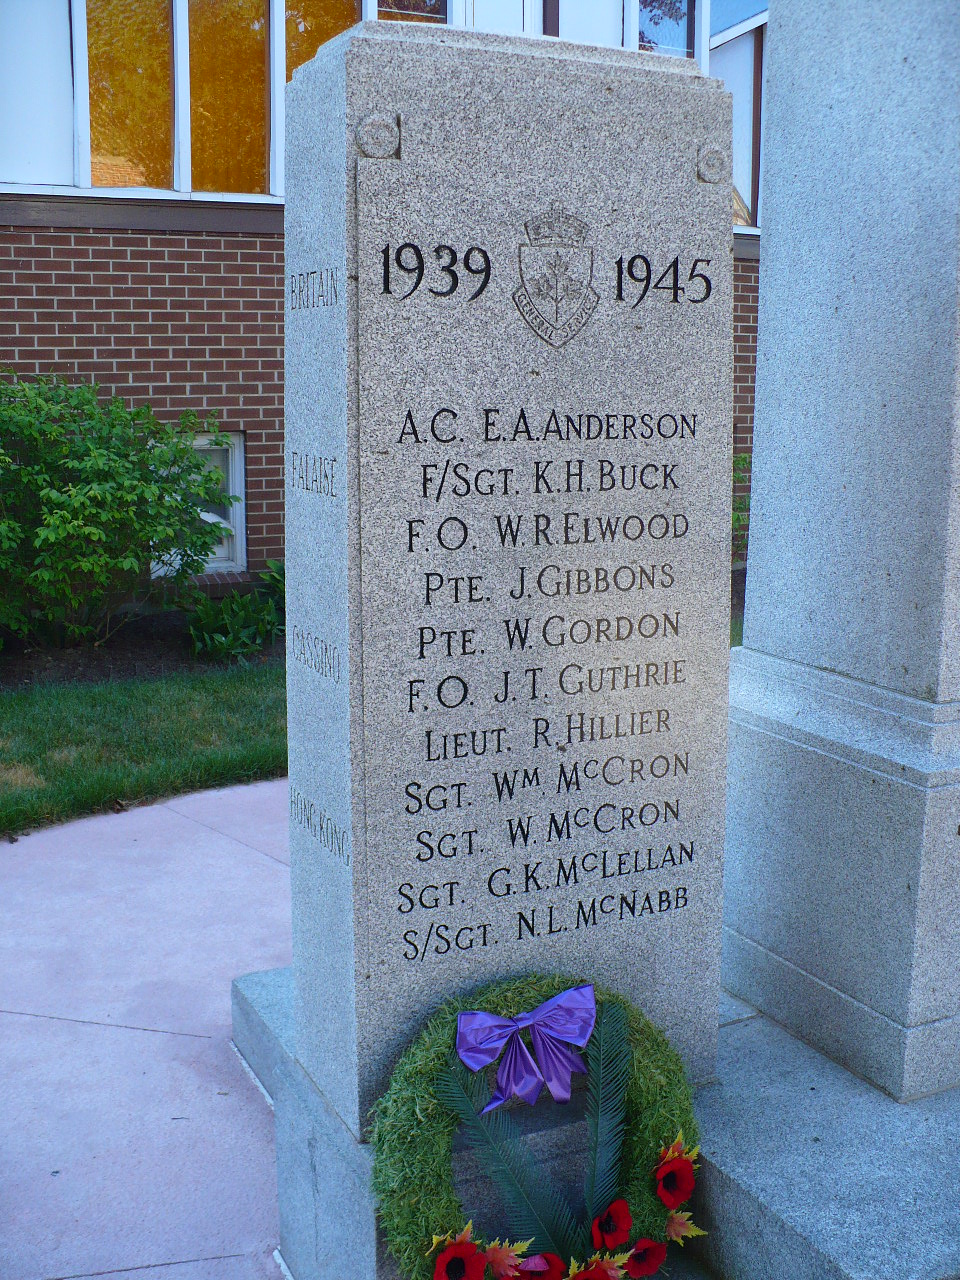 1939 1945
GENERAL SERVICE
A.C. E.A. ANDERSON
F/SGT. K.H. BUCK
F.O. W.R. ELWOOD
PTE. J. GIBBONS
PTE. W. GORDON
F.O. J.T. GUTHRIE
LIEUT. R. HILLIER
SGT. WM. MCCRON
SGT. W. MCCRON
SGT. G.K. MCLELLAN
S/SGT. N.L. MCNABB
BRITAIN
FALAISE
CASSINO
HONG KONG